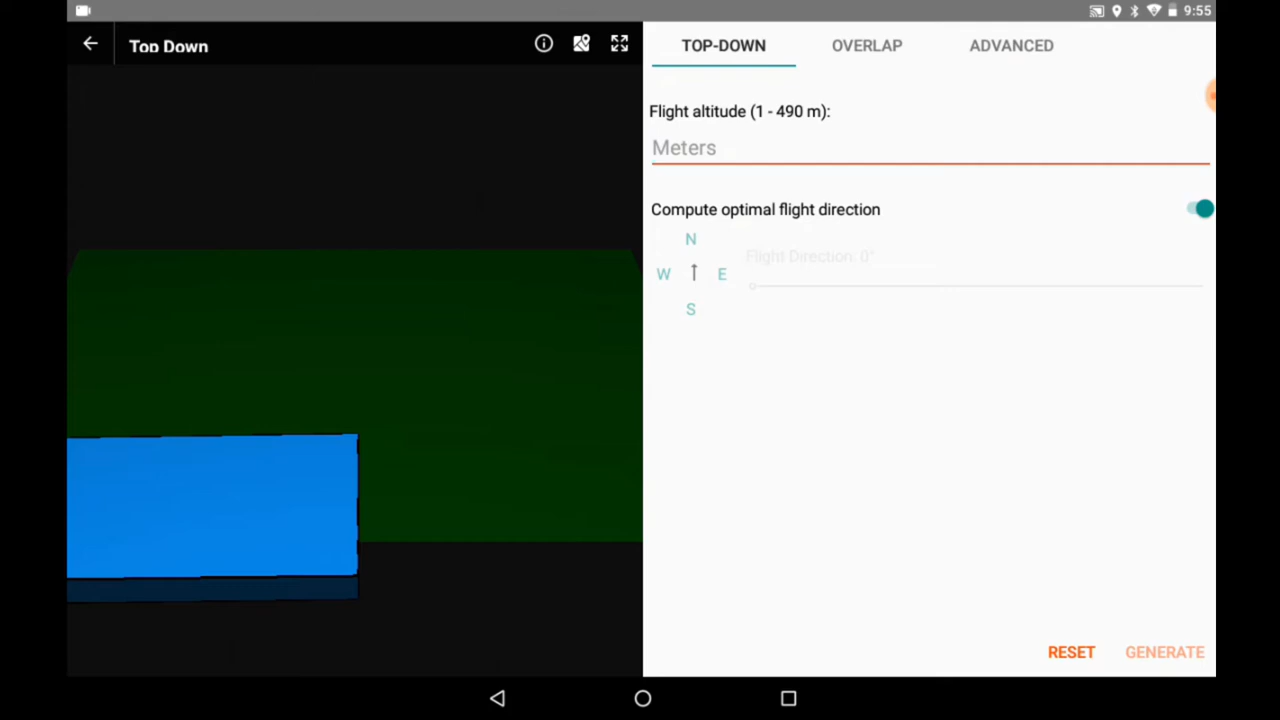 9:55
Top Down
TOP-DOWN OVERLAP ADVANCED
Flight altitude (1 - 490 m):
Meters
Compute optimal flight direction
N
W E
S
Flight Direction: 0°
RESET GENERATE